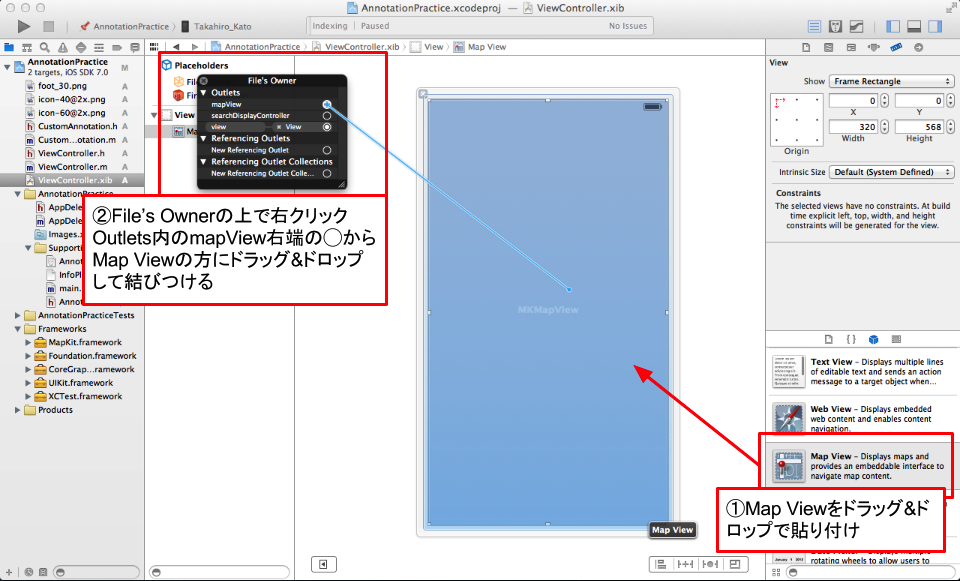 AnnotationPractice.xcodeproj — ViewController.xib
AnnotationPractice
Takahiro_Kato
Indexing
Paused
No Issues
AnnotationPractice
ViewController.xib
View
Map View
AnnotationPractice
2 targets, iOS SDK 7.0
M
foot_30.png
A
icon-40@2x.png
A
icon-60@2x.png
A
CustomAnnotation.h
A
Custom...otation.m
A
ViewController.h
A
ViewController.m
A
ViewController.xib
A
AnnotationPractice
AppDele
AppDele
Images.x
Supporti
Annot
InfoPl
main.
Annot
AnnotationPracticeTests
Frameworks
MapKit.framework
Foundation.framework
CoreGrap...ramework
UIKit.framework
XCTest.framework
Products
Placeholders
File's Owner
Outlets
mapView
searchDisplayController
view
× View
Referencing Outlets
New Referencing Outlet
Referencing Outlet Collections
New Referencing Outlet Colle...
View
②File's Ownerの上で右クリック
Outlets内のmapView右端の◯から
Map Viewの方にドラッグ&ドロップ
して結びつける
MKMapView
Map View
View
Show
Frame Rectangle
0
0
X
Y
320
568
Width
Height
Origin
Intrinsic Size
Default (System Defined)
Constraints
The selected views have no constraints. At build
time explicit left, top, width, and height
constraints will be generated for the view.
Text View - Displays multiple lines
of editable text and sends an action
message to a target object when...
Web View - Displays embedded
web content and enables content
navigation.
Map View - Displays maps and
provides an embeddable interface to
navigate map content.
①Map Viewをドラッグ&ド
ロップで貼り付け
rotating wheels to allow users to